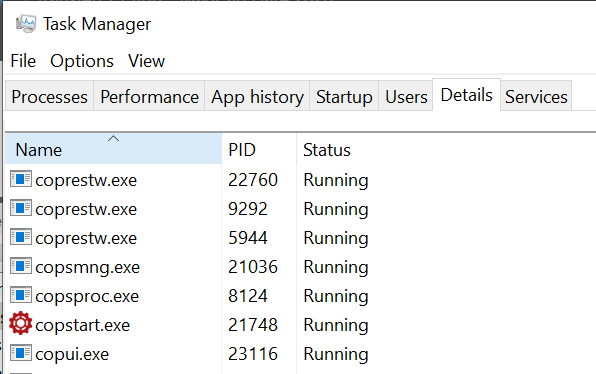 Task Manager
File Options View
Processes Performance App history Startup Users Details Services
Name PID Status
coprestw.exe 22760 Running
coprestw.exe 9292 Running
coprestw.exe 5944 Running
copsmng.exe 21036 Running
copsproc.exe 8124 Running
copstart.exe 21748 Running
copui.exe 23116 Running